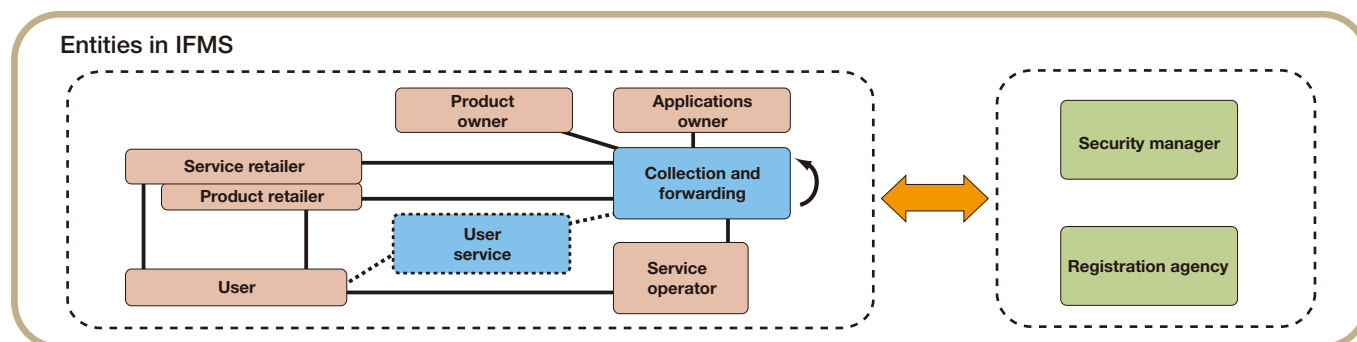 Entities in IFMS
Product
owner
Applications
owner
Service retailer
Product retailer
Collection and
forwarding
User
service
User
Service
operator
Security manager
Registration agency